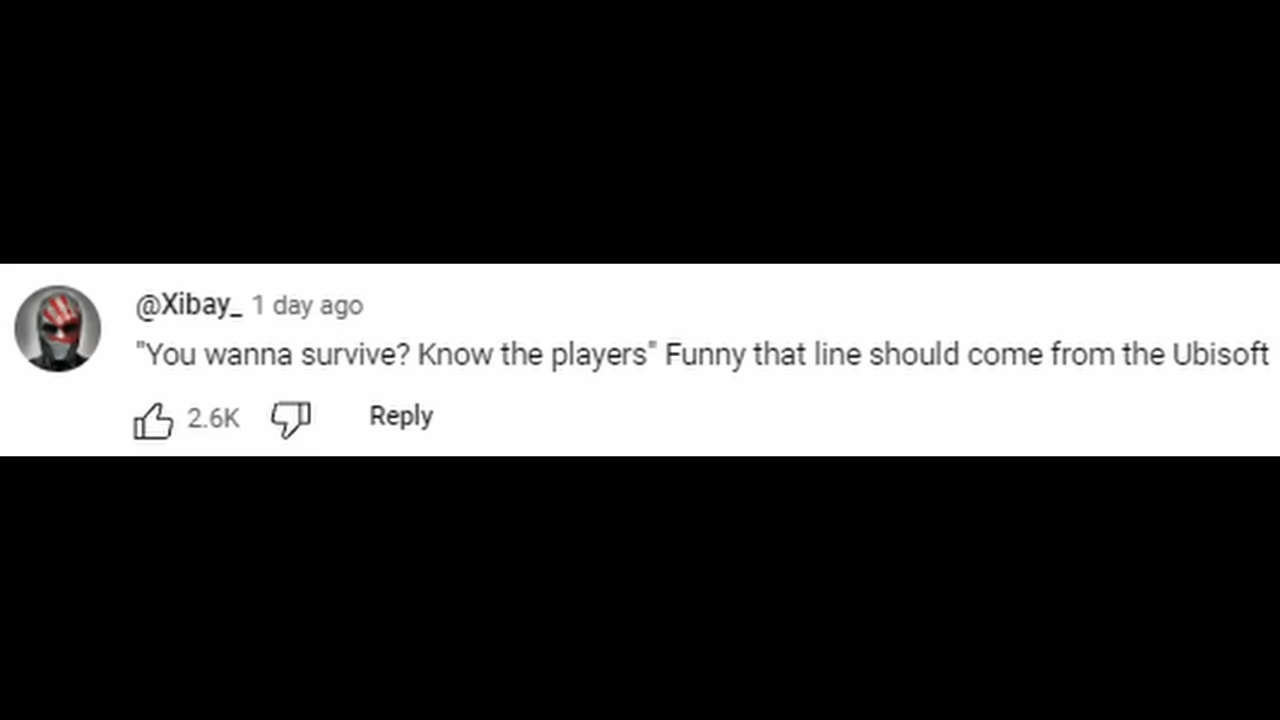 @Xibay_ 1 day ago
"You wanna survive? Know the players" Funny that line should come from the Ubisoft
2.6K Reply